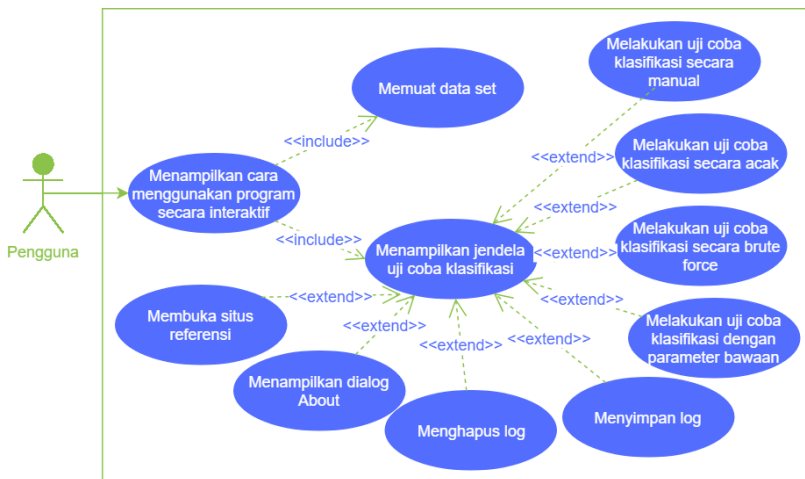 Melakukan uji coba
klasifikasi secara
manual
Memuat data set
<<include>>
<<extend>>
Melakukan uji coba
klasifikasi secara acak
Menampilkan cara
menggunakan program
secara interaktif
<<extend>>
Pengguna
<<include>>
Menampilkan jendela
uji coba klasifikasi
<<extend>>
Melakukan uji coba
klasifikasi secara brute
force
<<extend>>
<<extend>>
Membuka situs
referensi
<<extend>>
<<extend>>
<<extend>>
Melakukan uji coba
klasifikasi dengan
parameter bawaan
Menampilkan dialog
About
Menghapus log
Menyimpan log